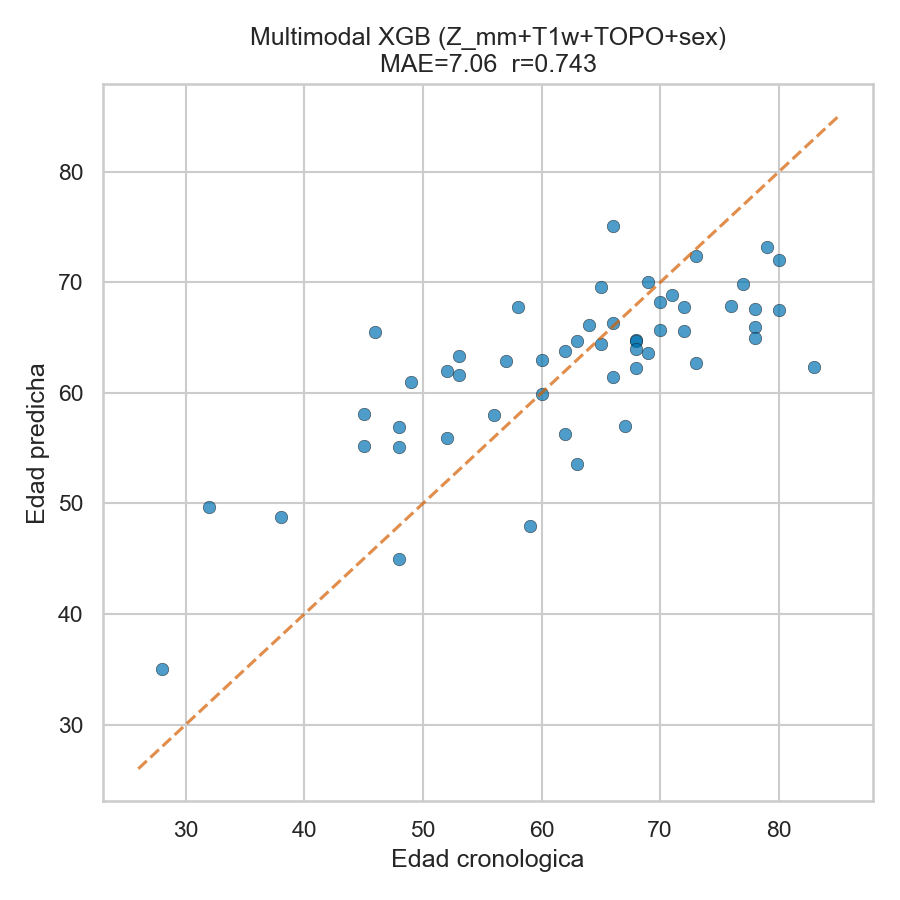 Multimodal XGB (Z_mm+T1w+TOPO+sex)
MAE=7.06 r=0.743
Edad predicha
80
70
60
50
40
30
30 40 50 60 70 80
Edad cronologica